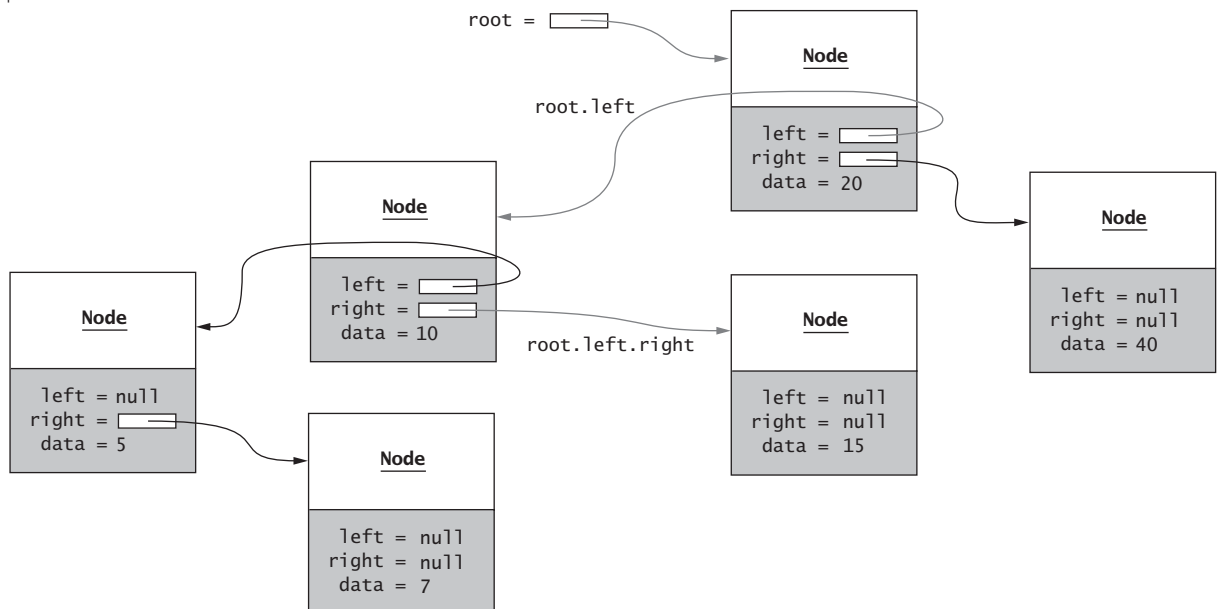 root =
Node
root.left
left =
right =
data = 20
Node
left =
right =
data = 10
Node
left = null
right = null
data = 40
Node
left = null
right =
data = 5
root.left.right
Node
left = null
right = null
data = 15
Node
left = null
right = null
data = 7